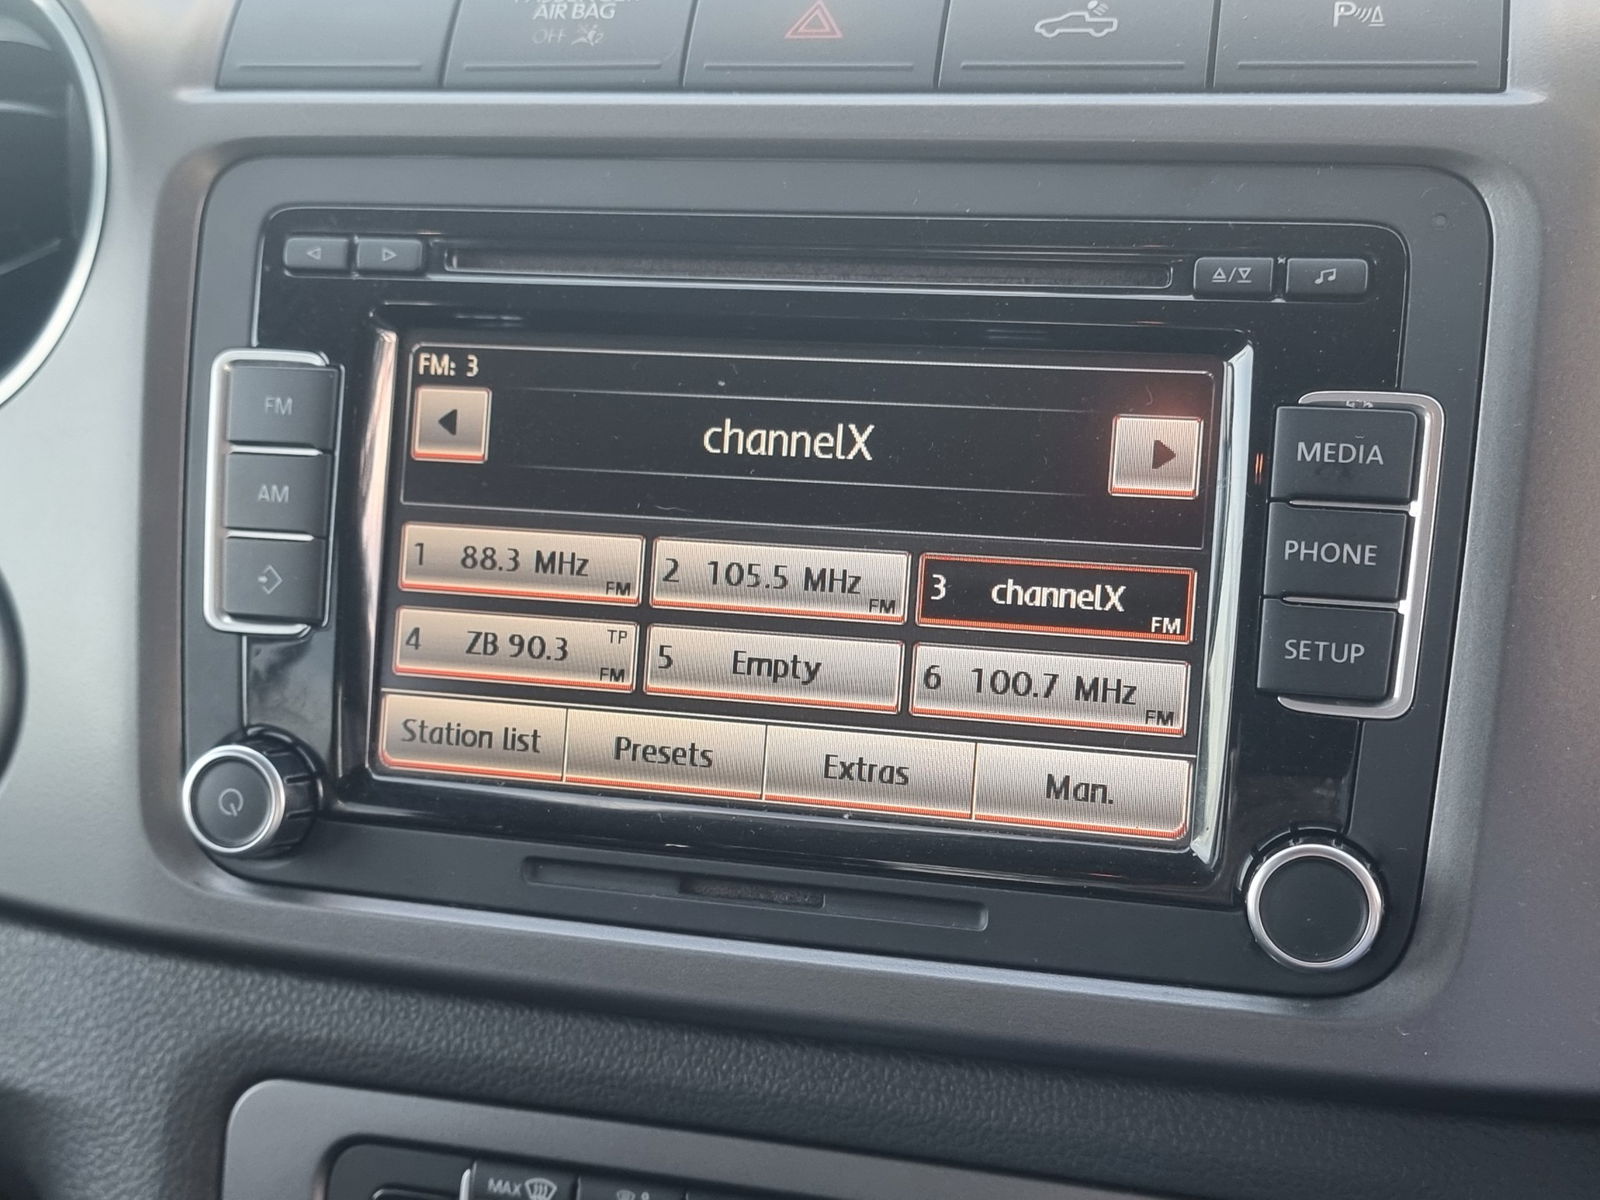 AIR BAG
OFF
P
FM: 3
channelX
FM
AM
MEDIA
PHONE
SETUP
1 88.3 MHz FM
2 105.5 MHz FM
3 channelX FM
4 ZB 90.3 TP FM
5 Empty
6 100.7 MHz FM
Station list
Presets
Extras
Man.
MAX